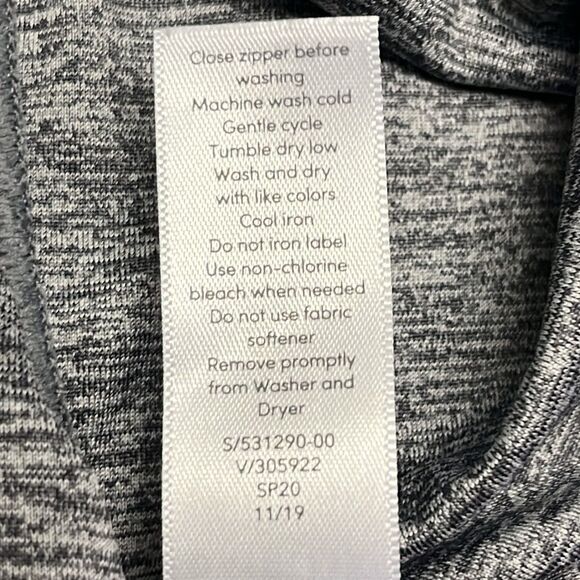 Close zipper before
washing
Machine wash cold
Gentle cycle
Tumble dry low
Wash and dry
with like colors
Cool iron
Do not iron label
Use non-chlorine
bleach when needed
Do not use fabric
softener
Remove promptly
from Washer and
Dryer
S/531290-00
V/305922
SP20
11/19